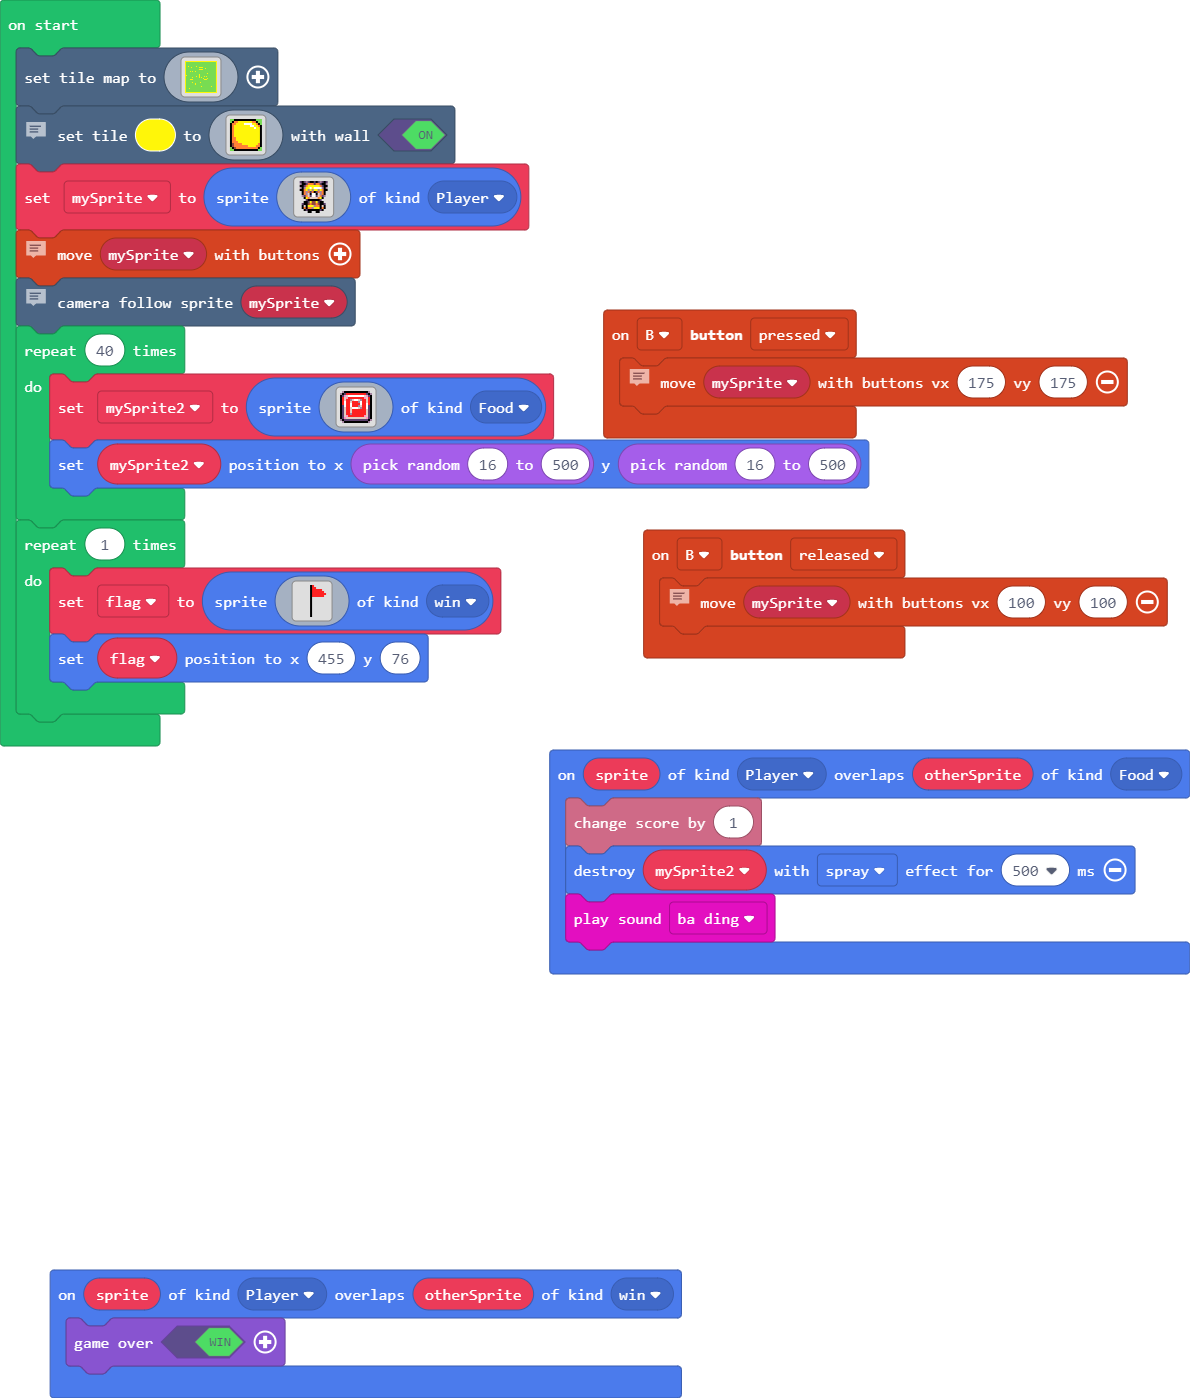 on start
set tile map to
set tile to with wall ON
set mySprite to sprite of kind Player
move mySprite with buttons
camera follow sprite mySprite
repeat 40 times
do
set mySprite2 to sprite P of kind Food
set mySprite2 position to x pick random 16 to 500 y pick random 16 to 500
repeat 1 times
do
set flag to sprite of kind win
set flag position to x 455 y 76
on B button pressed
move mySprite with buttons vx 175 vy 175
on B button released
move mySprite with buttons vx 100 vy 100
on sprite of kind Player overlaps otherSprite of kind Food
change score by 1
destroy mySprite2 with spray effect for 500 ms
play sound ba ding
on sprite of kind Player overlaps otherSprite of kind win
game over WIN